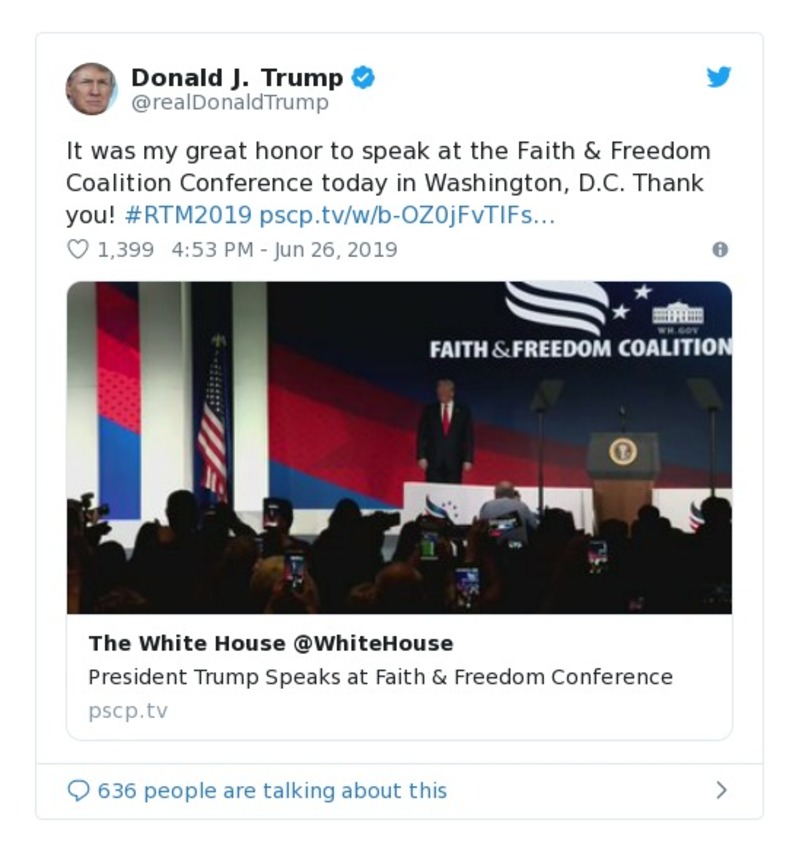 Donald J. Trump
@realDonaldTrump
It was my great honor to speak at the Faith & Freedom
Coalition Conference today in Washington, D.C. Thank
you! #RTM2019 pscp.tv/w/b-OZ0jFvTIFs…
1,399 4:53 PM - Jun 26, 2019
WH.GOV
FAITH & FREEDOM COALITION
The White House @WhiteHouse
President Trump Speaks at Faith & Freedom Conference
pscp.tv
636 people are talking about this